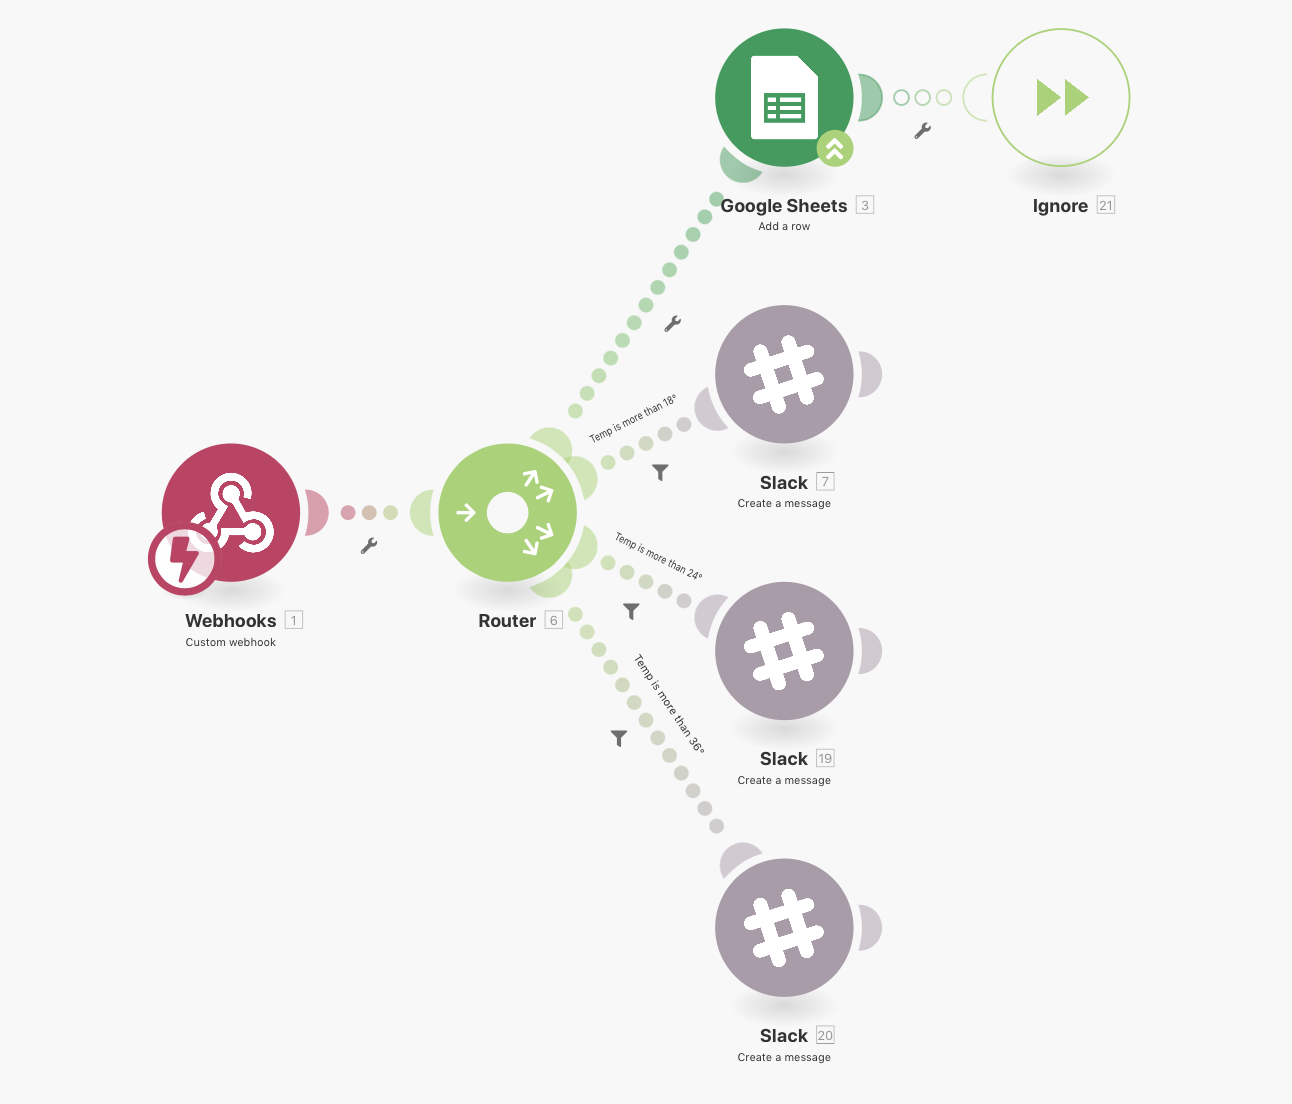 Google Sheets 3
Add a row
Ignore 21
Temp is more than 18°
Slack 7
Create a message
Webhooks 1
Custom webhook
Router 6
Temp is more than 24°
Slack 19
Create a message
Temp is more than 36°
Slack 20
Create a message